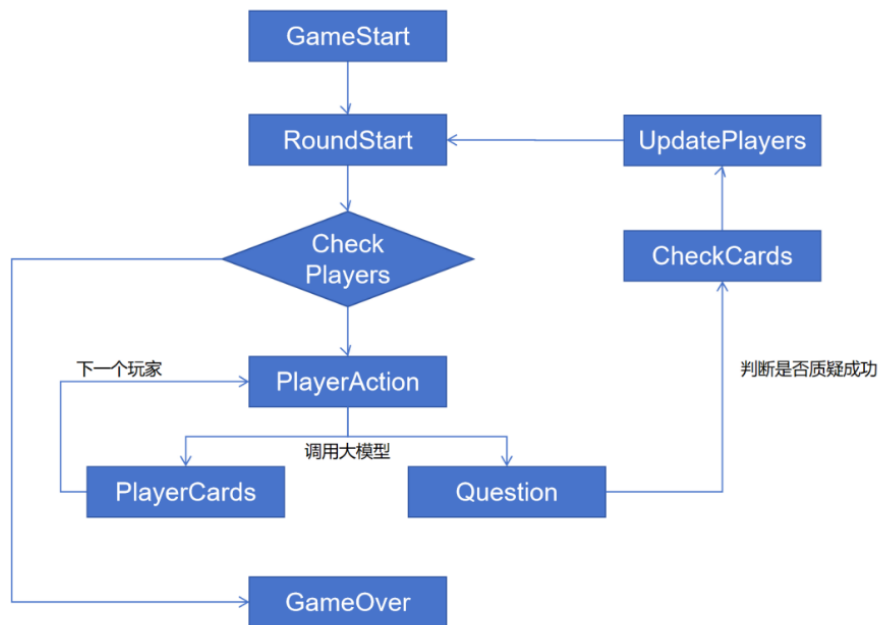 GameStart
RoundStart
UpdatePlayers
Check
Players
CheckCards
下一个玩家
PlayerAction
判断是否质疑成功
调用大模型
PlayerCards
Question
GameOver